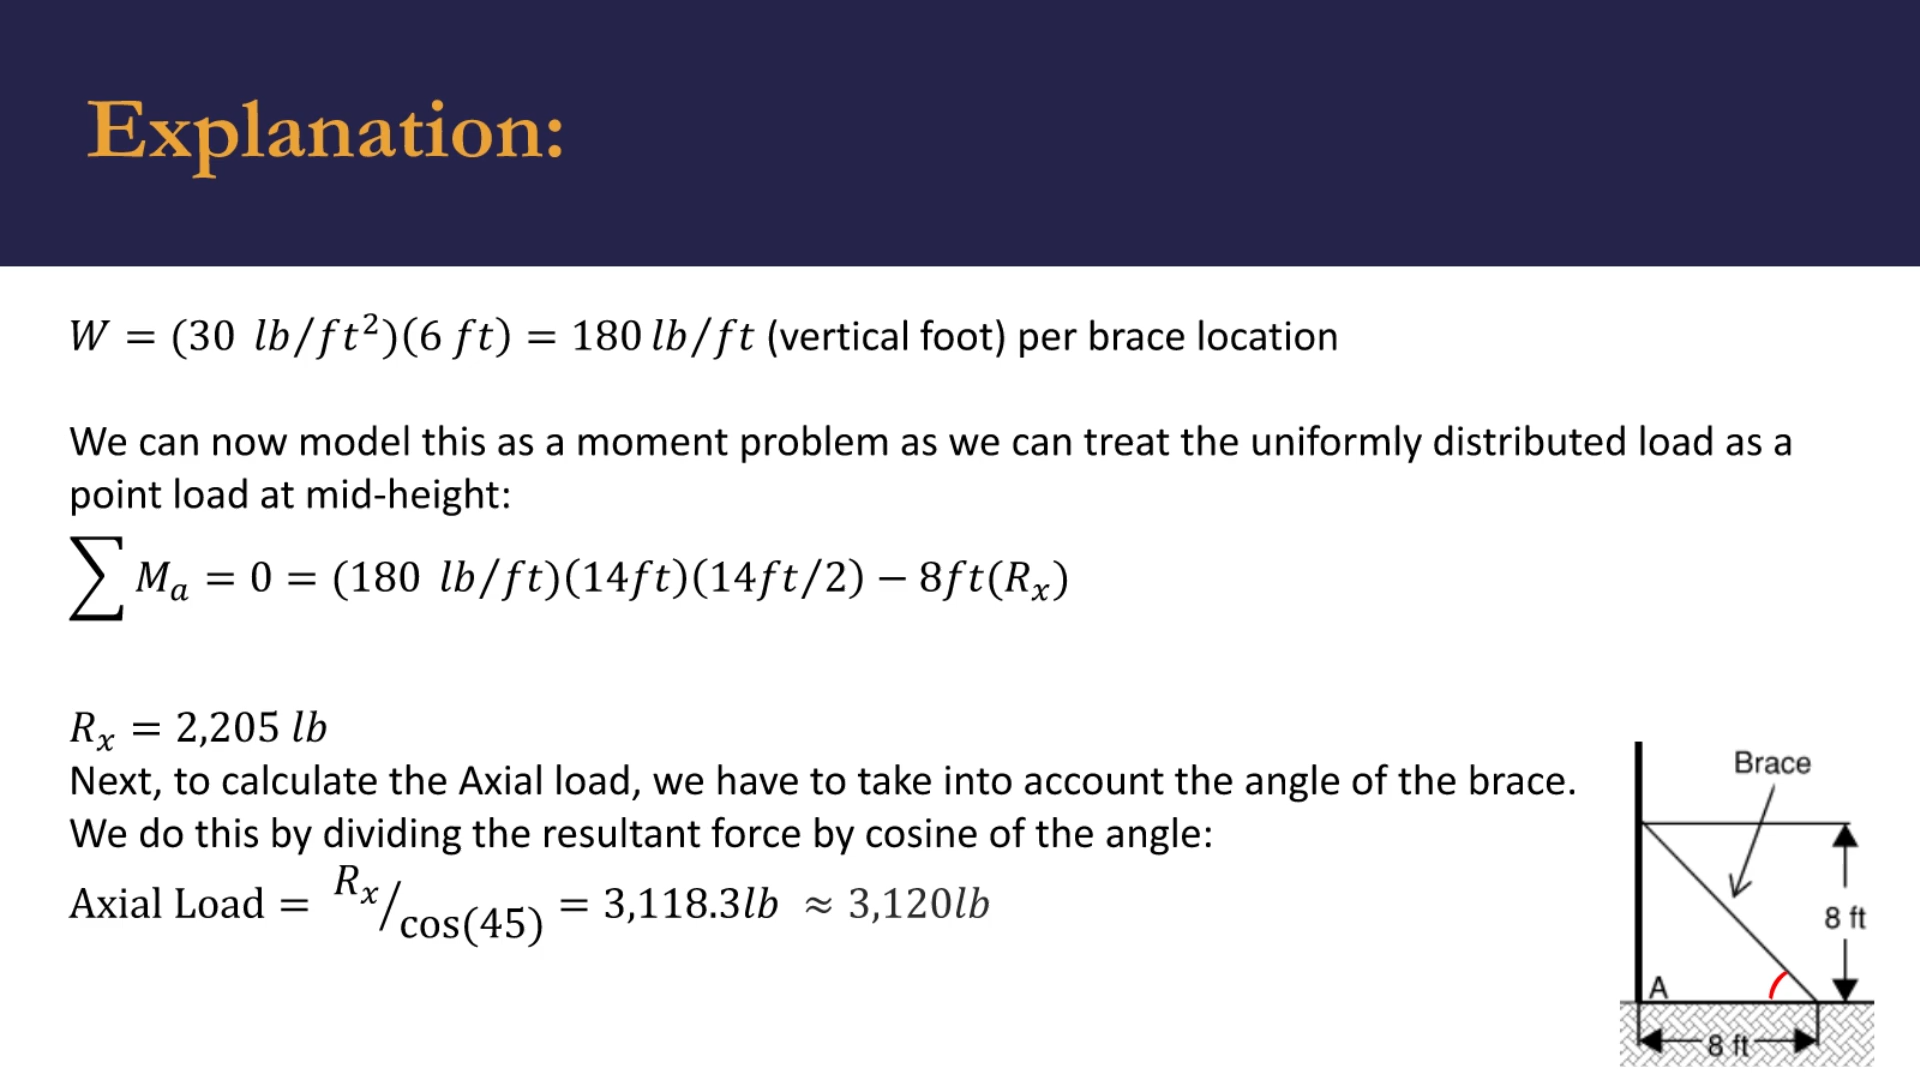 Explanation:
W = (30 lb/ft²)(6 ft) = 180 lb/ft (vertical foot) per brace location
We can now model this as a moment problem as we can treat the uniformly distributed load as a
point load at mid-height:
∑ Mₐ = 0 = (180 lb/ft)(14ft)(14ft/2) − 8ft(Rₓ)
Rₓ = 2,205 lb
Next, to calculate the Axial load, we have to take into account the angle of the brace.
We do this by dividing the resultant force by cosine of the angle:
Axial Load = Rₓ/cos(45) = 3,118.3lb ≈ 3,120lb
Brace
8 ft
A
8 ft